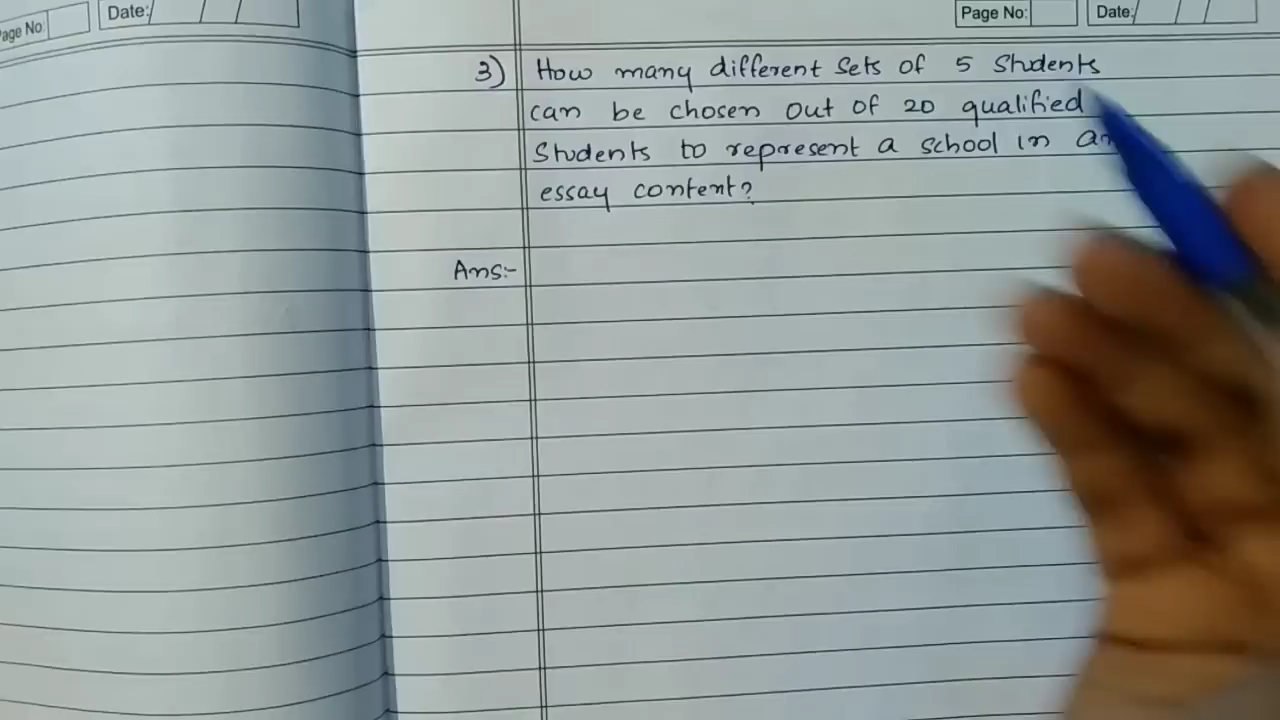 Page No:
Date:
Page No:
Date:
3) How many different sets of 5 students
can be chosen out of 20 qualified
students to represent a school in an
essay content?
Ans:-